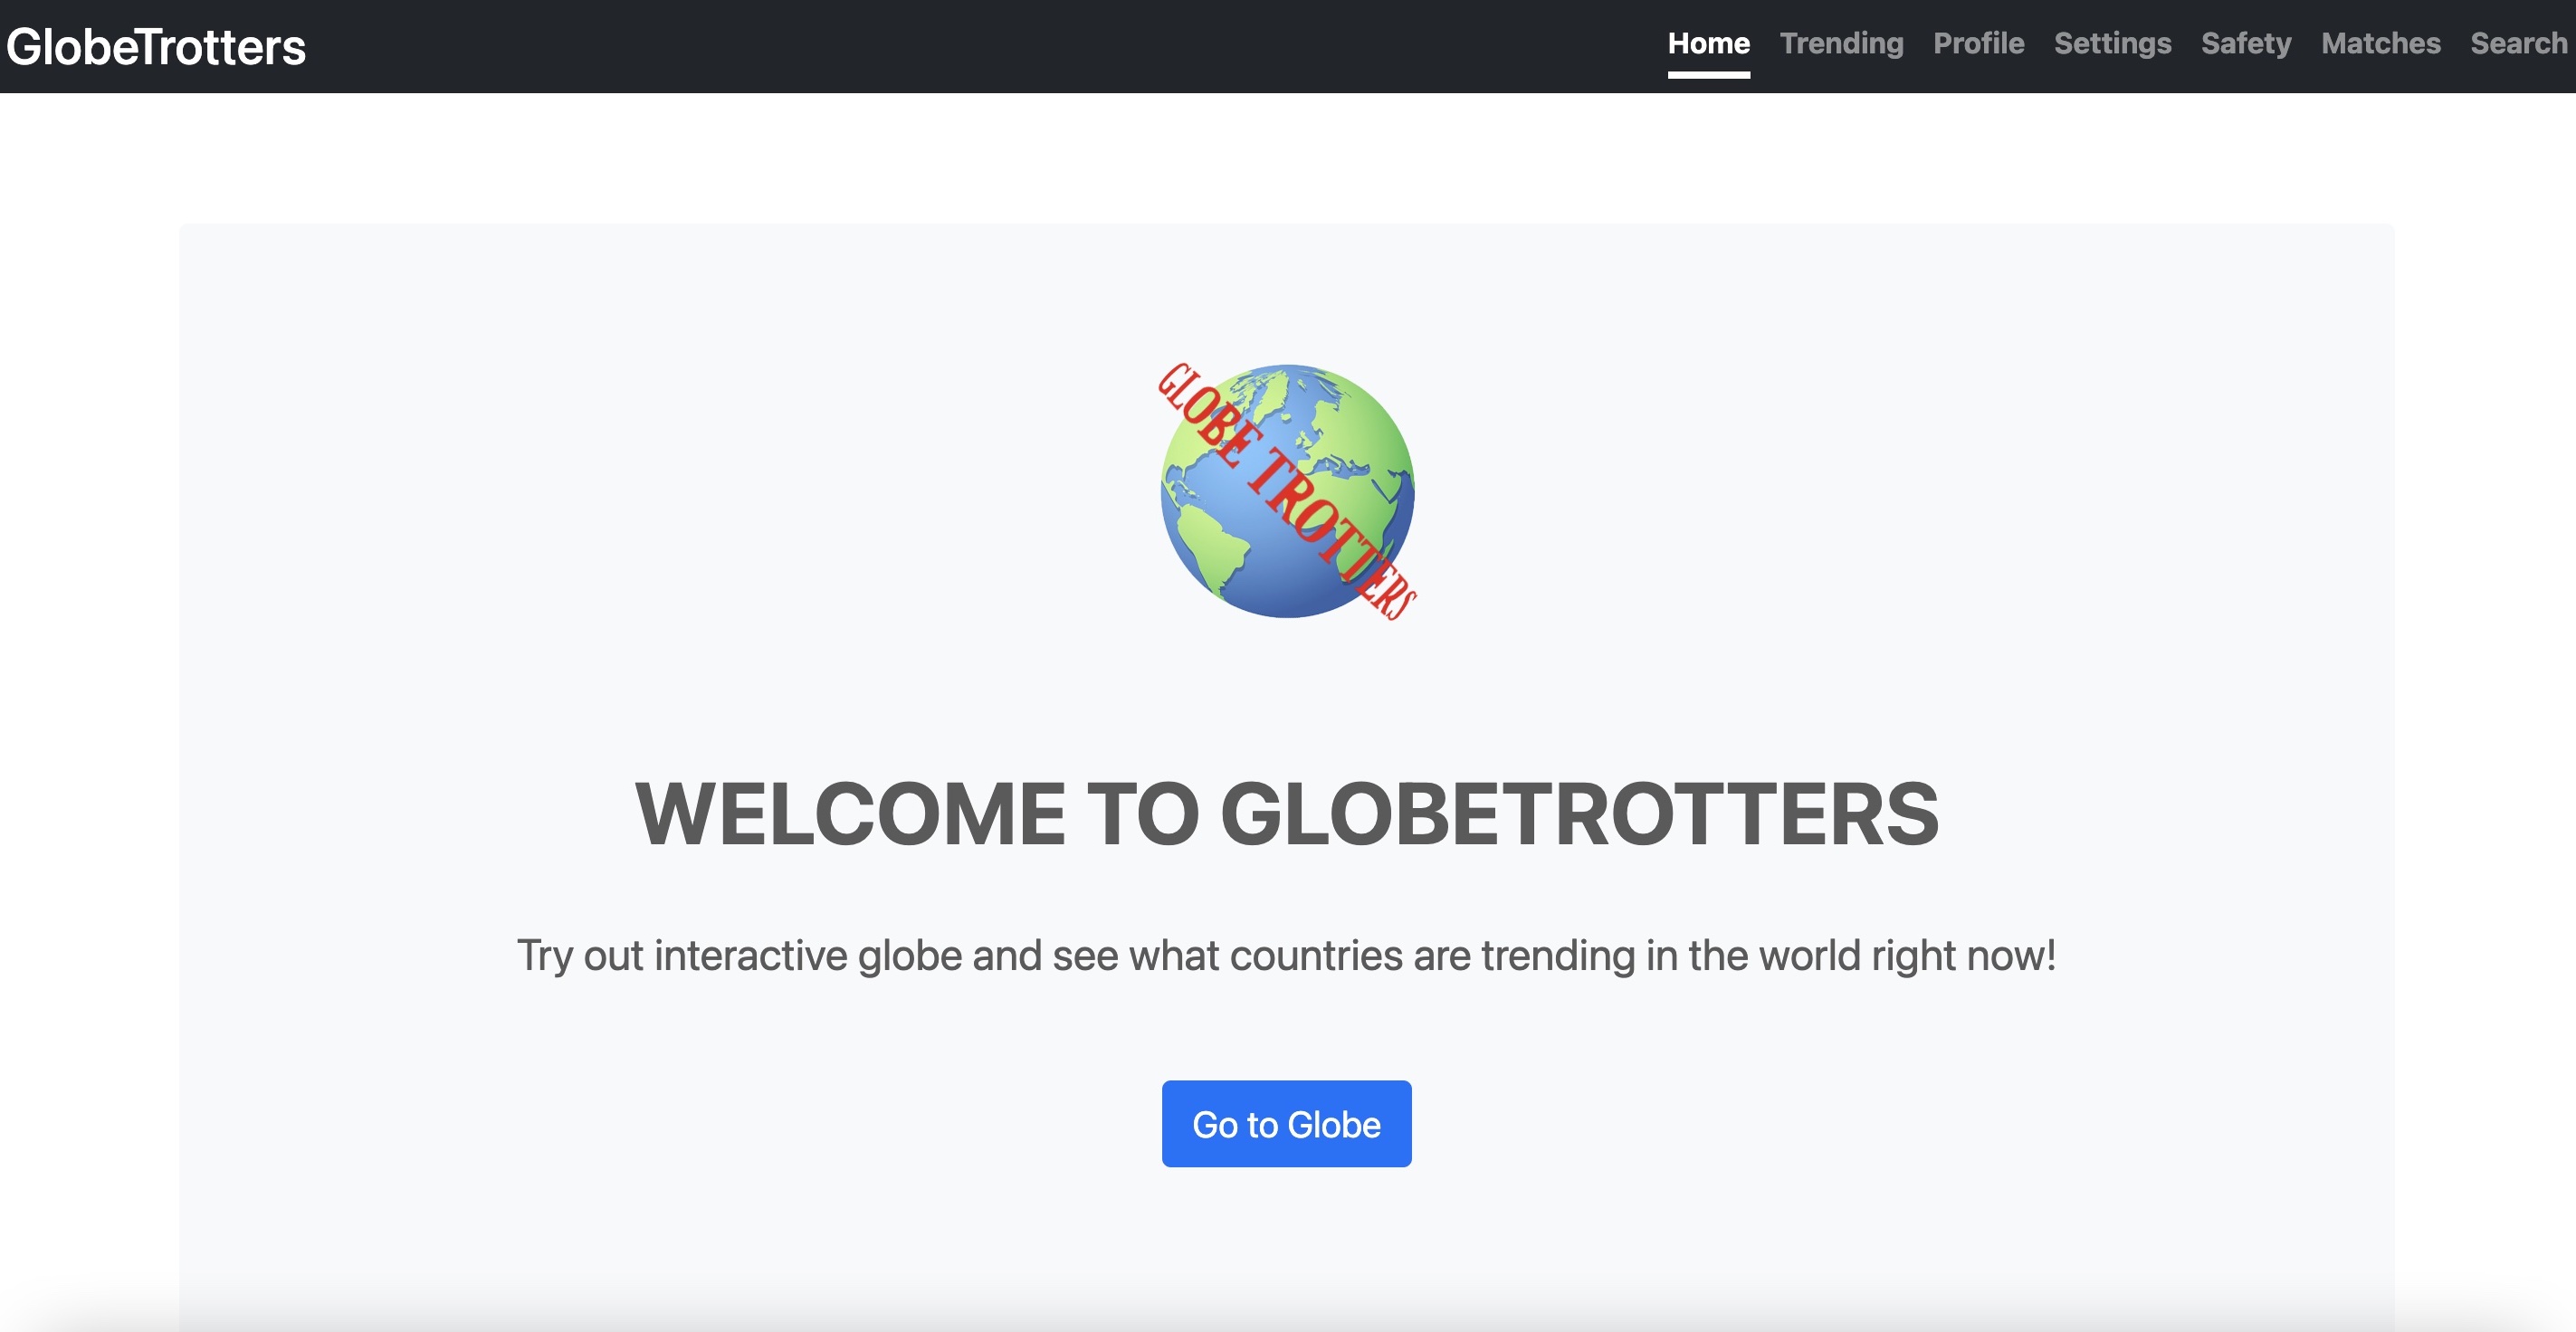 GlobeTrotters
Home Trending Profile Settings Safety Matches Search
GLOBE TROTTERS
WELCOME TO GLOBETROTTERS
Try out interactive globe and see what countries are trending in the world right now!
Go to Globe